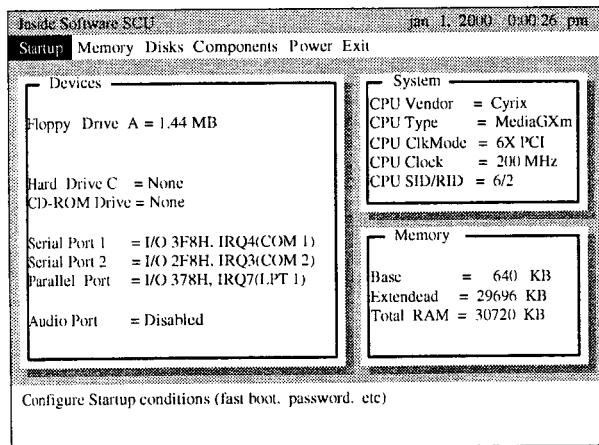 Inside Software SCU jan 1, 2000 0:00:26 pm
Startup Memory Disks Components Power Exit
Devices
Floppy Drive A = 1.44 MB
Hard Drive C = None
CD-ROM Drive = None
Serial Port 1 = I/O 3F8H, IRQ4(COM 1)
Serial Port 2 = I/O 2F8H, IRQ3(COM 2)
Parallel Port = I/O 378H, IRQ7(LPT 1)
Audio Port = Disabled
System
CPU Vendor = Cyrix
CPU Type = MediaGXm
CPU ClkMode = 6X PCI
CPU Clock = 200 MHz
CPU SID/RID = 6/2
Memory
Base = 640 KB
Extendead = 29696 KB
Total RAM = 30720 KB
Configure Startup conditions (fast boot. password. etc)